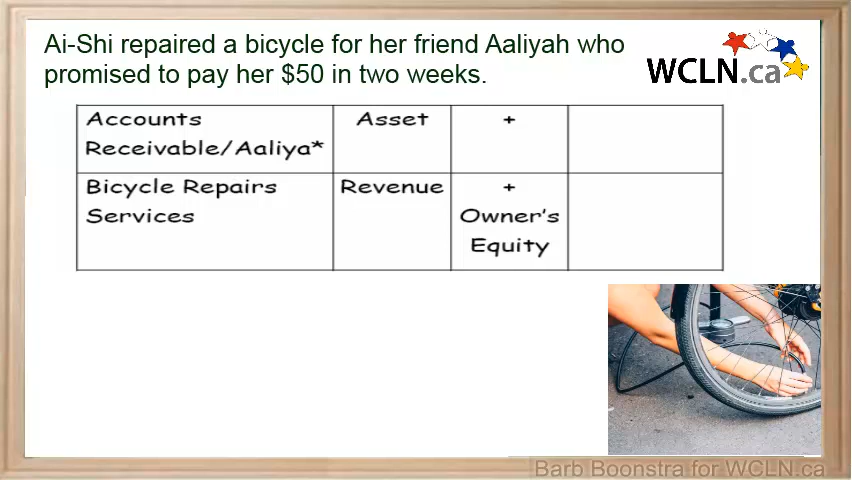 Ai-Shi repaired a bicycle for her friend Aaliyah who
promised to pay her $50 in two weeks.
WCLN.ca
Accounts
Receivable/Aaliya*
Asset
+
Bicycle Repairs
Services
Revenue
+
Owner's
Equity
Barb Boonstra for WCLN.ca